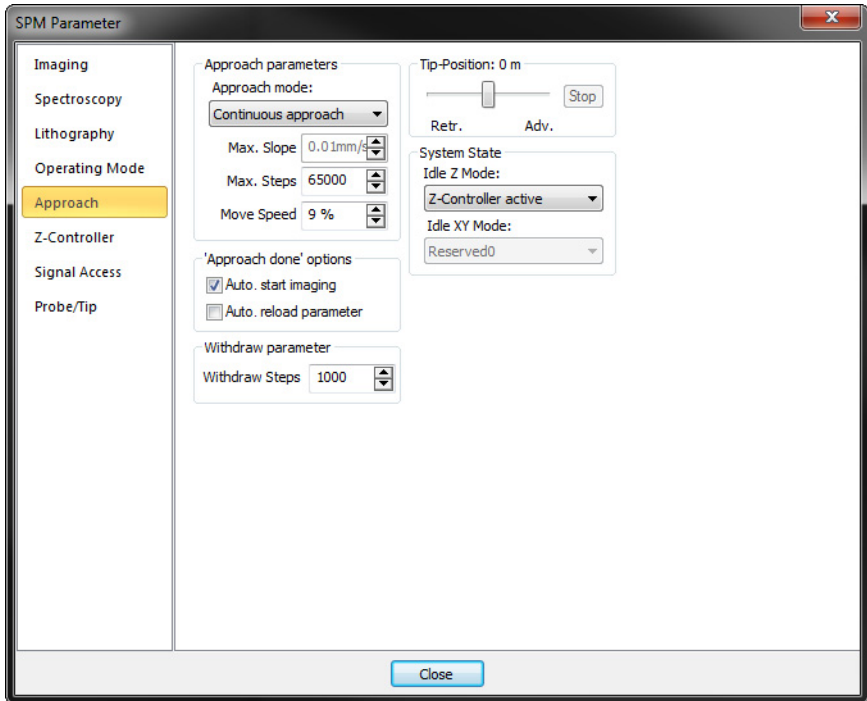 SPM Parameter
Imaging
Spectroscopy
Lithography
Operating Mode
Approach
Z-Controller
Signal Access
Probe/Tip
Approach parameters
Approach mode:
Continuous approach
Max. Slope 0.01mm/s
Max. Steps 65000
Move Speed 9 %
'Approach done' options
Auto. start imaging
Auto. reload parameter
Withdraw parameter
Withdraw Steps 1000
Tip-Position: 0 m
Stop
Retr. Adv.
System State
Idle Z Mode:
Z-Controller active
Idle XY Mode:
Reserved0
Close